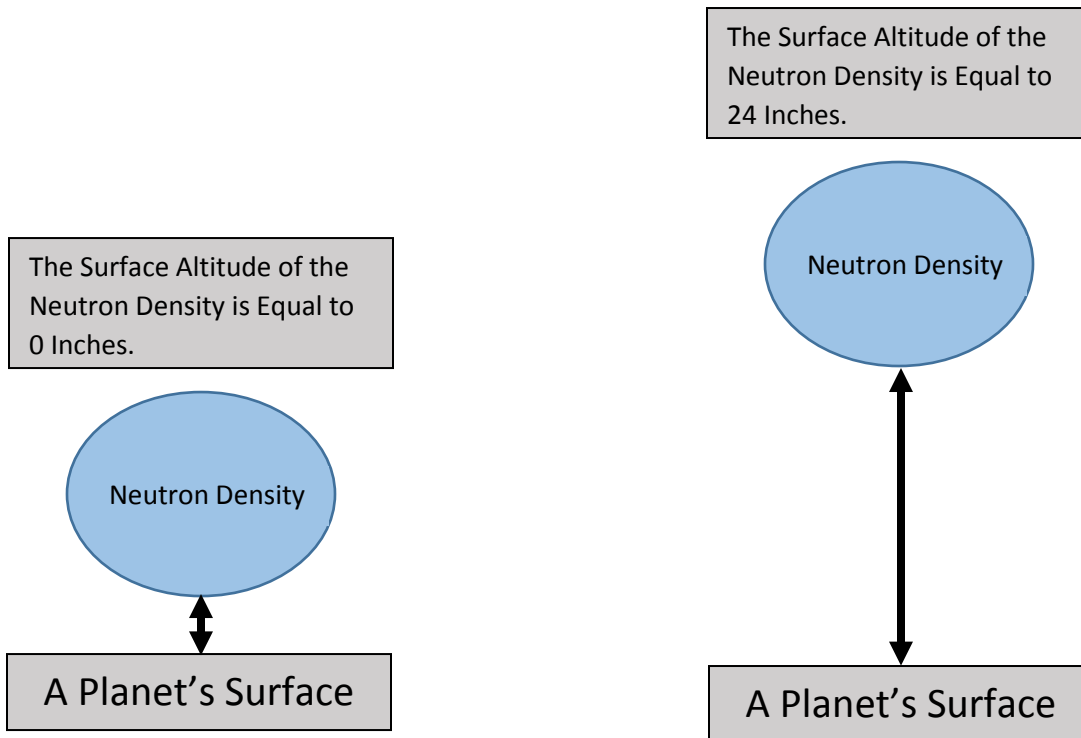 The Surface Altitude of the
Neutron Density is Equal to
0 Inches.
Neutron Density
A Planet’s Surface
The Surface Altitude of the
Neutron Density is Equal to
24 Inches.
Neutron Density
A Planet’s Surface